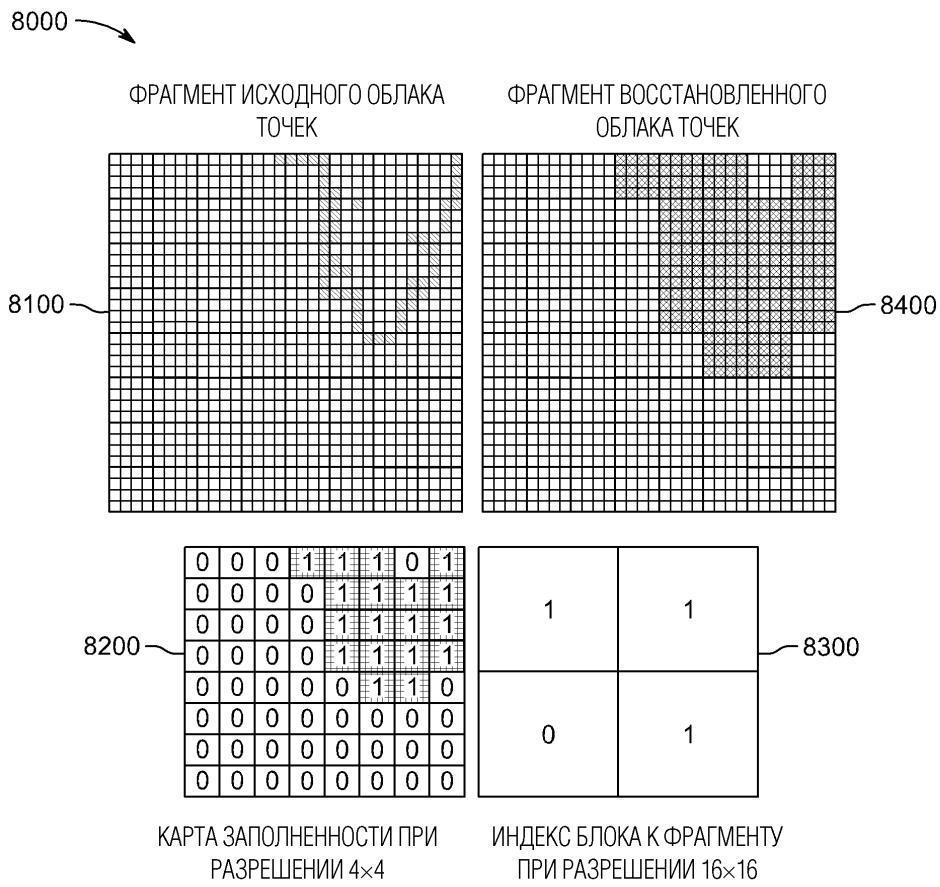 8000
ФРАГМЕНТ ИСХОДНОГО ОБЛАКА
ТОЧЕК
ФРАГМЕНТ ВОССТАНОВЛЕННОГО
ОБЛАКА ТОЧЕК
8100
8400
0 0 0 1 1 1 0 1
0 0 0 0 1 1 1 1
0 0 0 0 1 1 1 1
0 0 0 0 1 1 1 1
0 0 0 0 0 1 1 0
0 0 0 0 0 0 0 0
0 0 0 0 0 0 0 0
0 0 0 0 0 0 0 0
8200
1 1
0 1
8300
КАРТА ЗАПОЛНЕННОСТИ ПРИ
РАЗРЕШЕНИИ 4×4
ИНДЕКС БЛОКА К ФРАГМЕНТУ
ПРИ РАЗРЕШЕНИИ 16×16